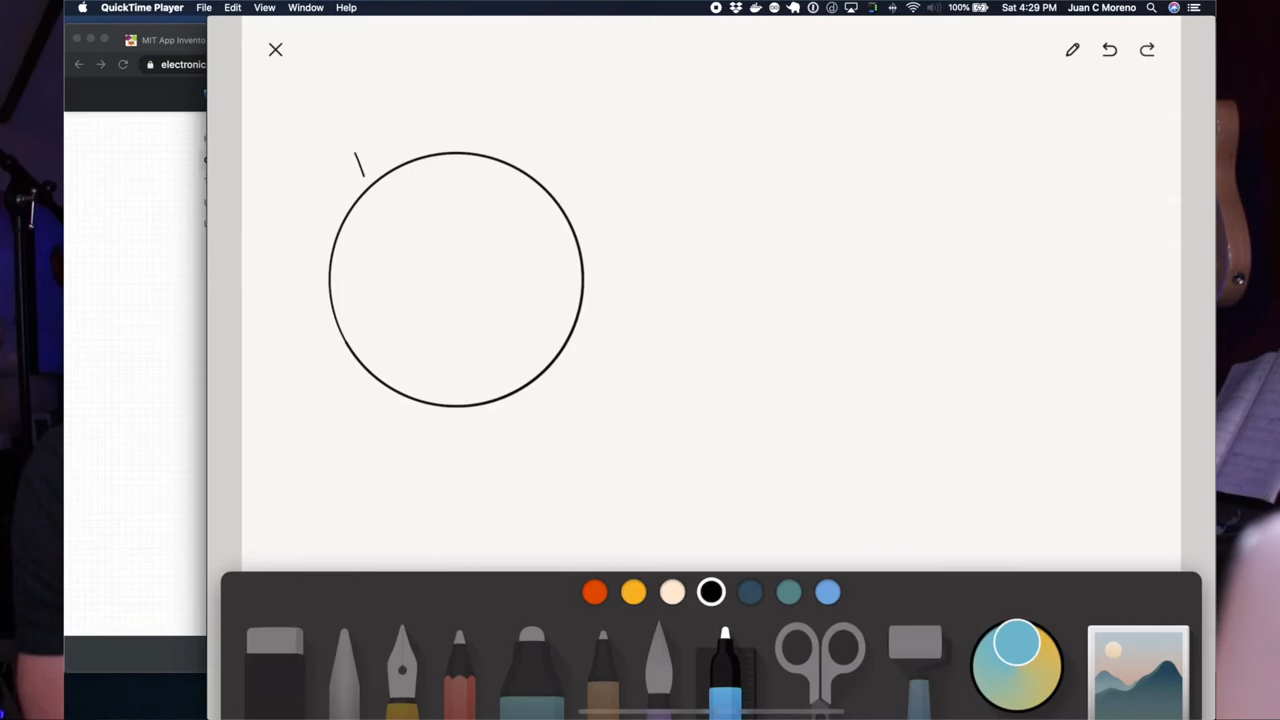 QuickTime Player File Edit View Window Help 100% Sat 4:29 PM Juan C Moreno
MIT App Invento
electronic